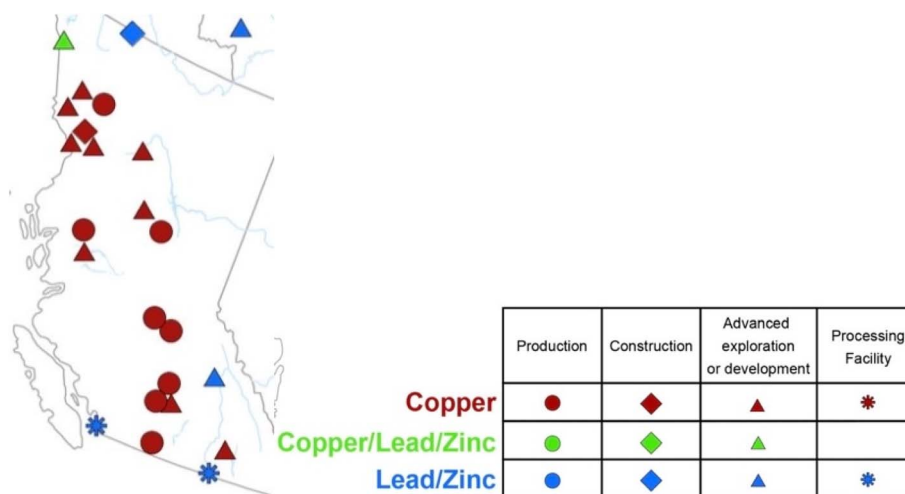 Production
Construction
Advanced
exploration
or development
Processing
Facility
Copper
Copper/Lead/Zinc
Lead/Zinc